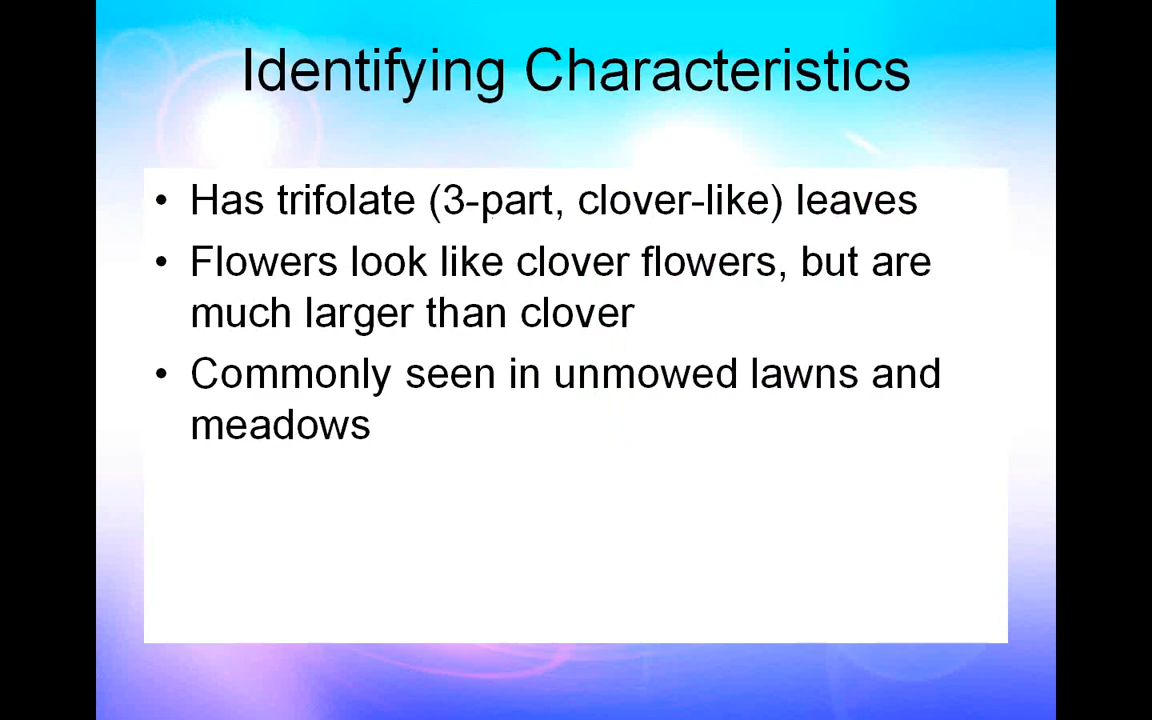 Identifying Characteristics
• Has trifolate (3-part, clover-like) leaves
• Flowers look like clover flowers, but are
much larger than clover
• Commonly seen in unmowed lawns and
meadows